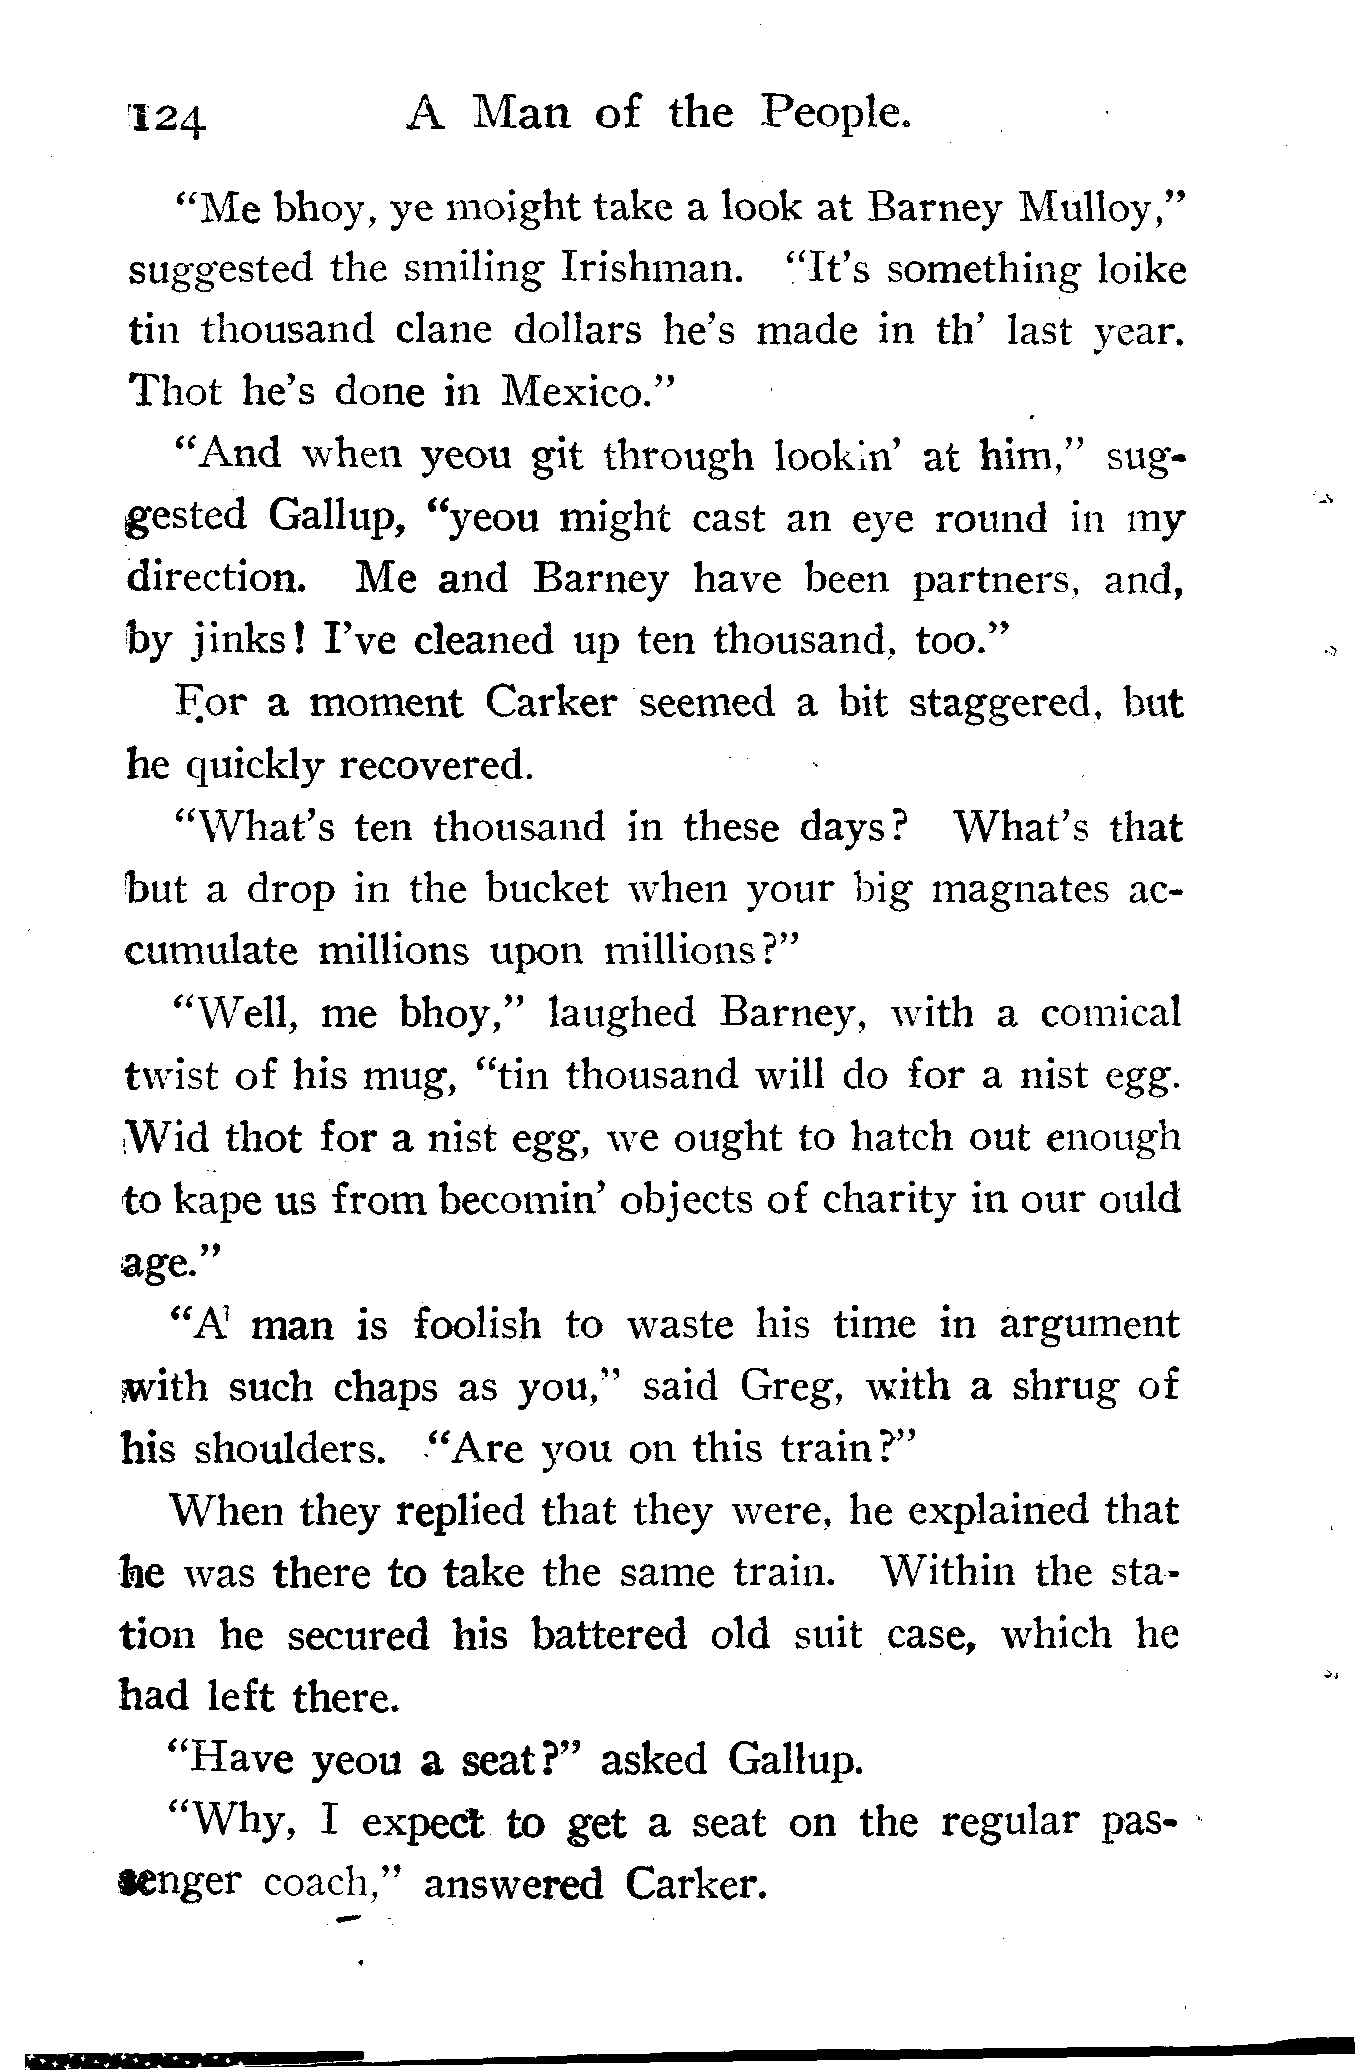 124 A Man of the People.
“Me bhoy, ye moight take a look at Barney Mulloy,”
suggested the smiling Irishman. “It’s something loike
tin thousand clane dollars he’s made in th’ last year.
Thot he’s done in Mexico.”
“And when yeou git through lookin’ at him,” sug-
gested Gallup, “yeou might cast an eye round in my
direction. Me and Barney have been partners, and,
by jinks! I’ve cleaned up ten thousand, too.”
For a moment Carker seemed a bit staggered, but
he quickly recovered.
“What’s ten thousand in these days? What’s that
but a drop in the bucket when your big magnates ac-
cumulate millions upon millions?”
“Well, me bhoy,” laughed Barney, with a comical
twist of his mug, “tin thousand will do for a nist egg.
Wid thot for a nist egg, we ought to hatch out enough
to kape us from becomin’ objects of charity in our ould
age.”
“A man is foolish to waste his time in argument
with such chaps as you,” said Greg, with a shrug of
his shoulders. “Are you on this train?”
When they replied that they were, he explained that
he was there to take the same train. Within the sta-
tion he secured his battered old suit case, which he
had left there.
“Have yeou a seat?” asked Gallup.
“Why, I expect to get a seat on the regular pas-
senger coach,” answered Carker.